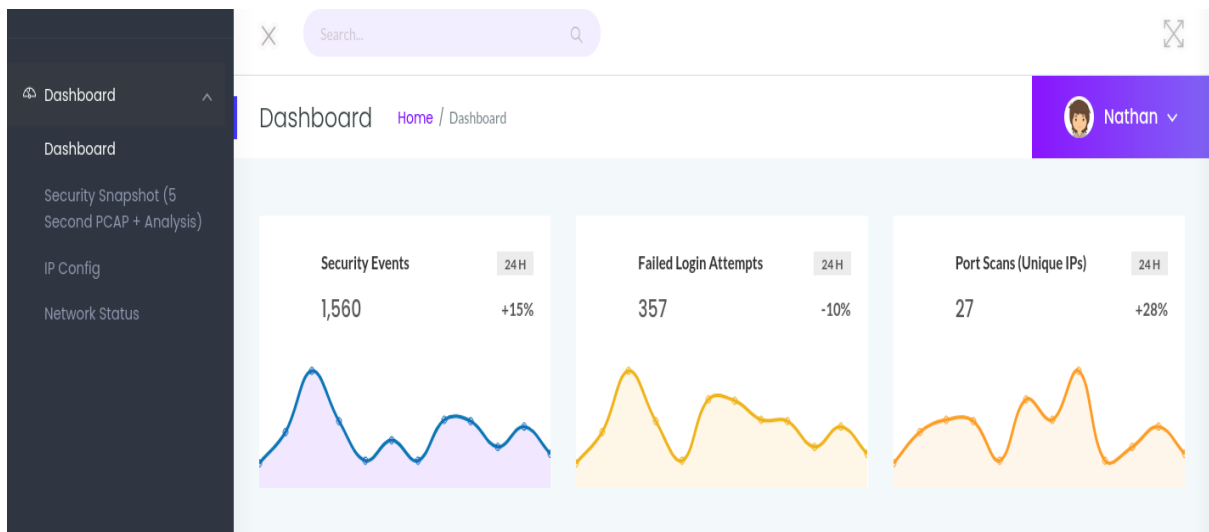 Search...
Dashboard
Dashboard
Security Snapshot (5
Second PCAP + Analysis)
IP Config
Network Status
Dashboard Home / Dashboard
Nathan
Security Events 24 H
1,560 +15%
Failed Login Attempts 24 H
357 -10%
Port Scans (Unique IPs) 24 H
27 +28%